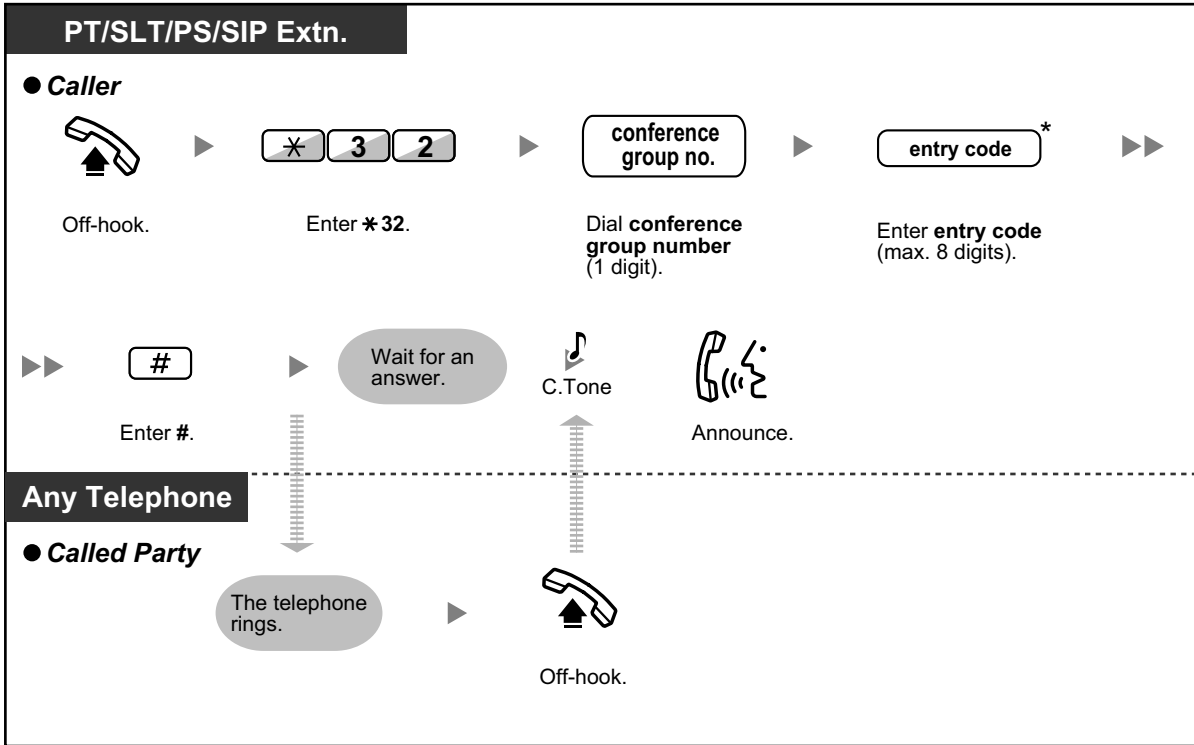 PT/SLT/PS/SIP Extn.
● Caller
✳ 3 2
conference
group no.
entry code *
Off-hook.
Enter ✳32.
Dial conference
group number
(1 digit).
Enter entry code
(max. 8 digits).
#
Wait for an
answer.
C.Tone
Enter #.
Announce.
Any Telephone
● Called Party
The telephone
rings.
Off-hook.